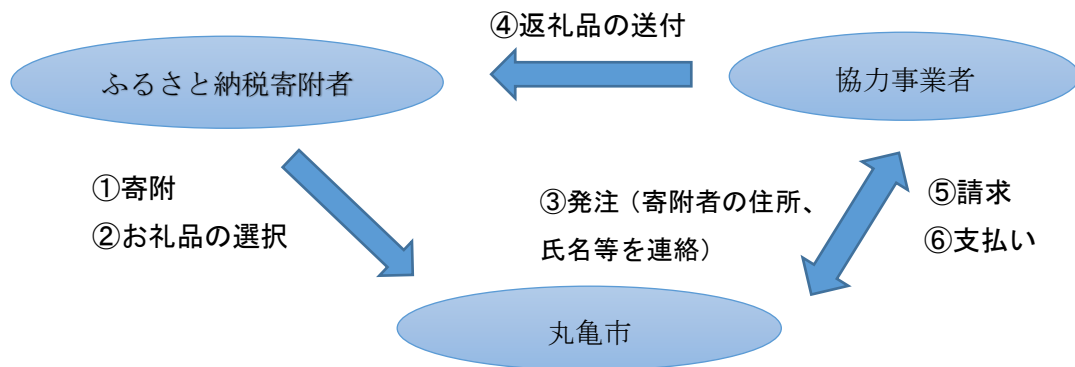 ④返礼品の送付
ふるさと納税寄附者
協力事業者
①寄附
②お礼品の選択
③発注（寄附者の住所、
氏名等を連絡）
⑤請求
⑥支払い
丸亀市